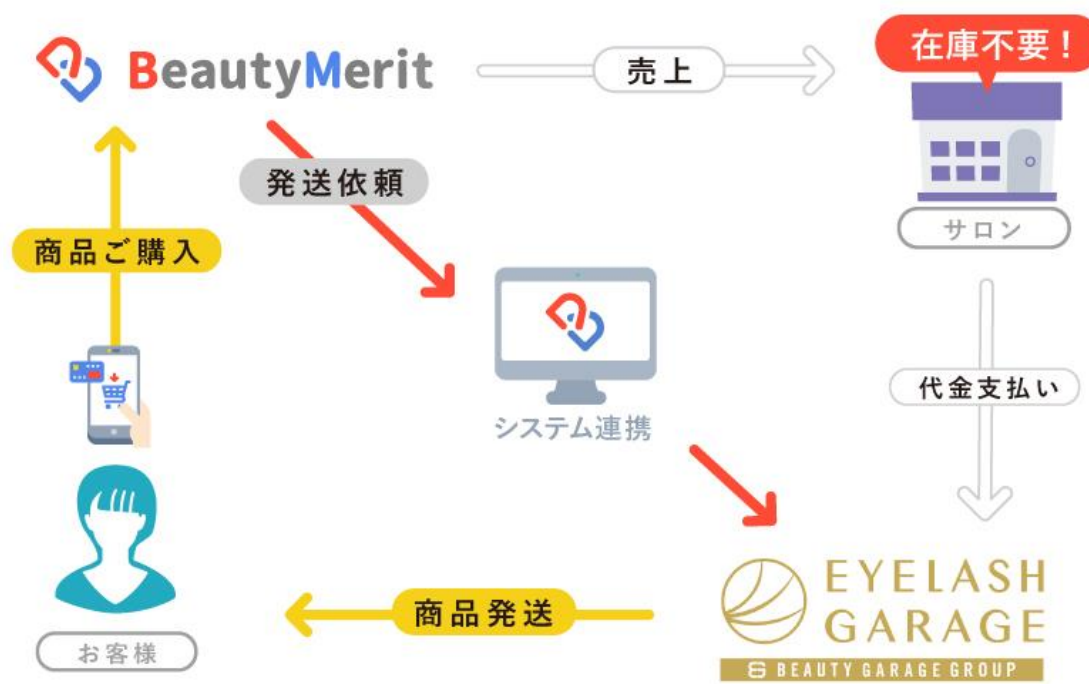 BeautyMerit
売上
在庫不要！
発送依頼
サロン
商品ご購入
システム連携
代金支払い
EYELASH
GARAGE
BEAUTY GARAGE GROUP
商品発送
お客様